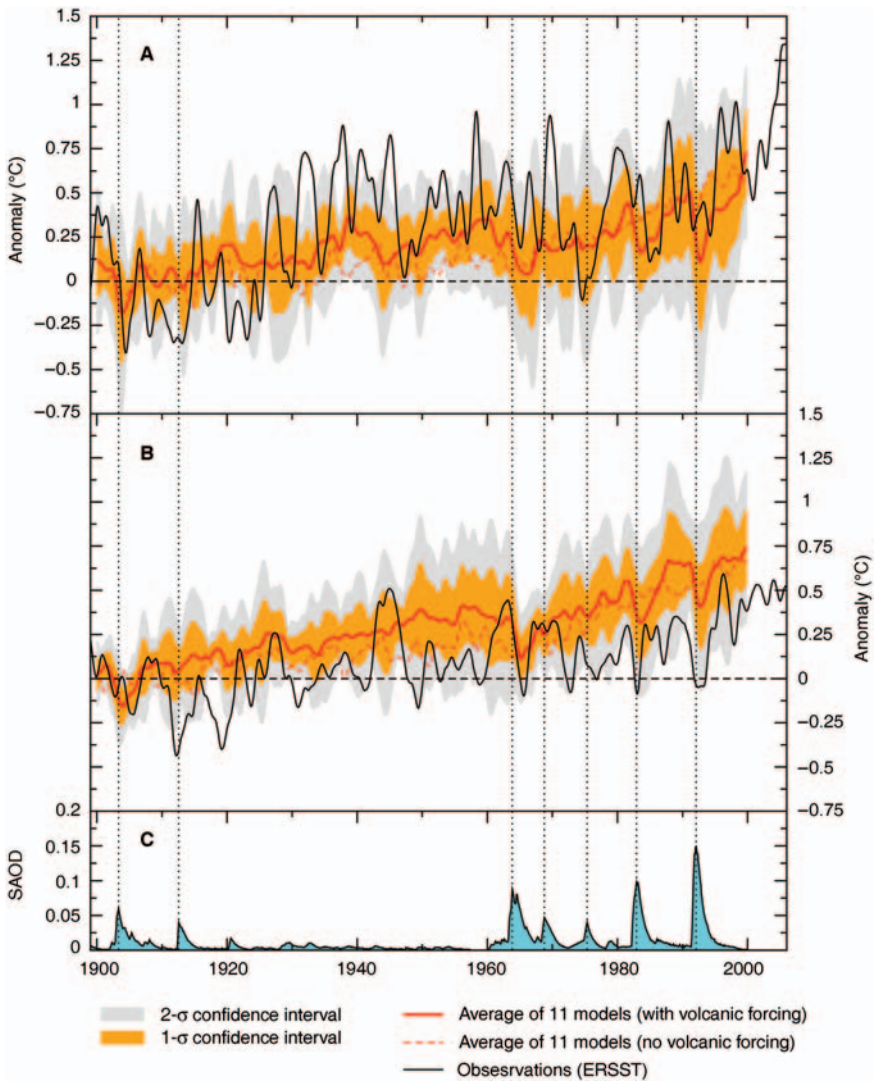 1.5
A
1.25
1
0.75
0.5
0.25
0
−0.25
−0.5
−0.75
Anomaly (°C)
1.5
B
1.25
1
0.75
0.5
0.25
0
−0.25
−0.5
−0.75
Anomaly (°C)
0.2
C
0.15
0.1
0.05
0
SAOD
1900 1920 1940 1960 1980 2000
2-σ confidence interval
1-σ confidence interval
Average of 11 models (with volcanic forcing)
Average of 11 models (no volcanic forcing)
Obsesrvations (ERSST)